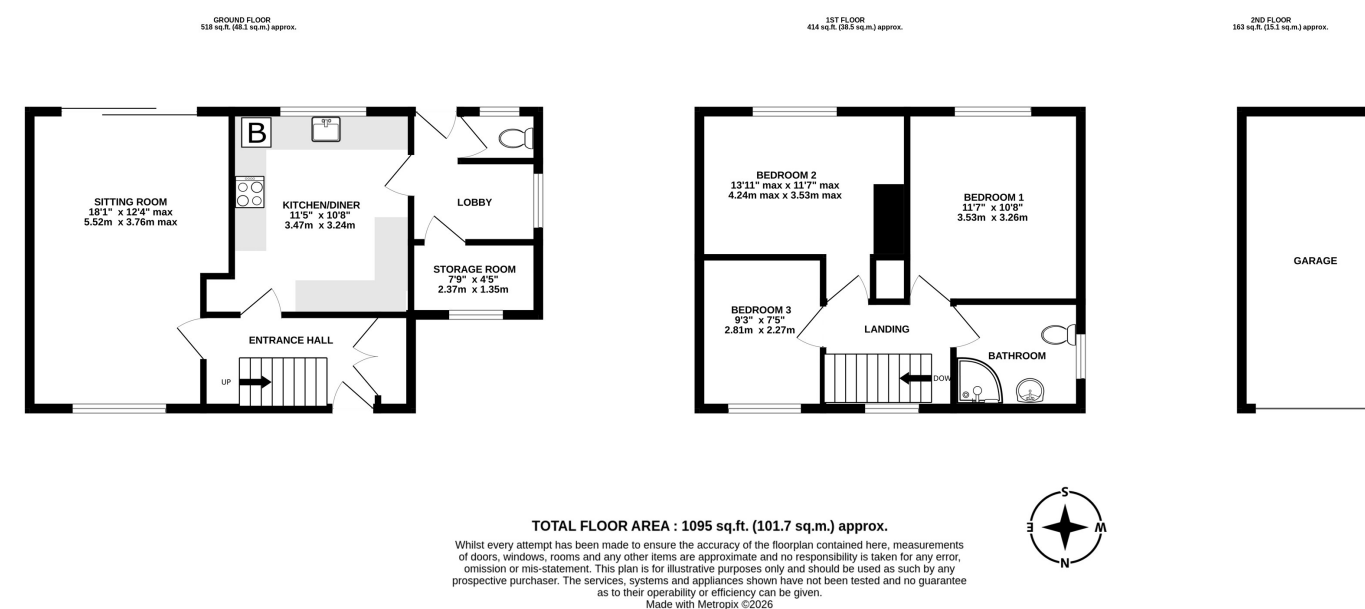 GROUND FLOOR
518 sq.ft. (48.1 sq.m.) approx.
1ST FLOOR
414 sq.ft. (38.5 sq.m.) approx.
2ND FLOOR
163 sq.ft. (15.1 sq.m.) approx.
B
SITTING ROOM
18'1" x 12'4" max
5.52m x 3.76m max
KITCHEN/DINER
11'5" x 10'8"
3.47m x 3.24m
LOBBY
STORAGE ROOM
7'9" x 4'5"
2.37m x 1.35m
ENTRANCE HALL
UP
BEDROOM 2
13'11" max x 11'7" max
4.24m max x 3.53m max
BEDROOM 1
11'7" x 10'8"
3.53m x 3.26m
BEDROOM 3
9'3" x 7'5"
2.81m x 2.27m
LANDING
BATHROOM
DOW
GARAGE
TOTAL FLOOR AREA : 1095 sq.ft. (101.7 sq.m.) approx.
Whilst every attempt has been made to ensure the accuracy of the floorplan contained here, measurements
of doors, windows, rooms and any other items are approximate and no responsibility is taken for any error,
omission or mis-statement. This plan is for illustrative purposes only and should be used as such by any
prospective purchaser. The services, systems and appliances shown have not been tested and no guarantee
as to their operability or efficiency can be given.
Made with Metropix ©2026
S
E
W
N